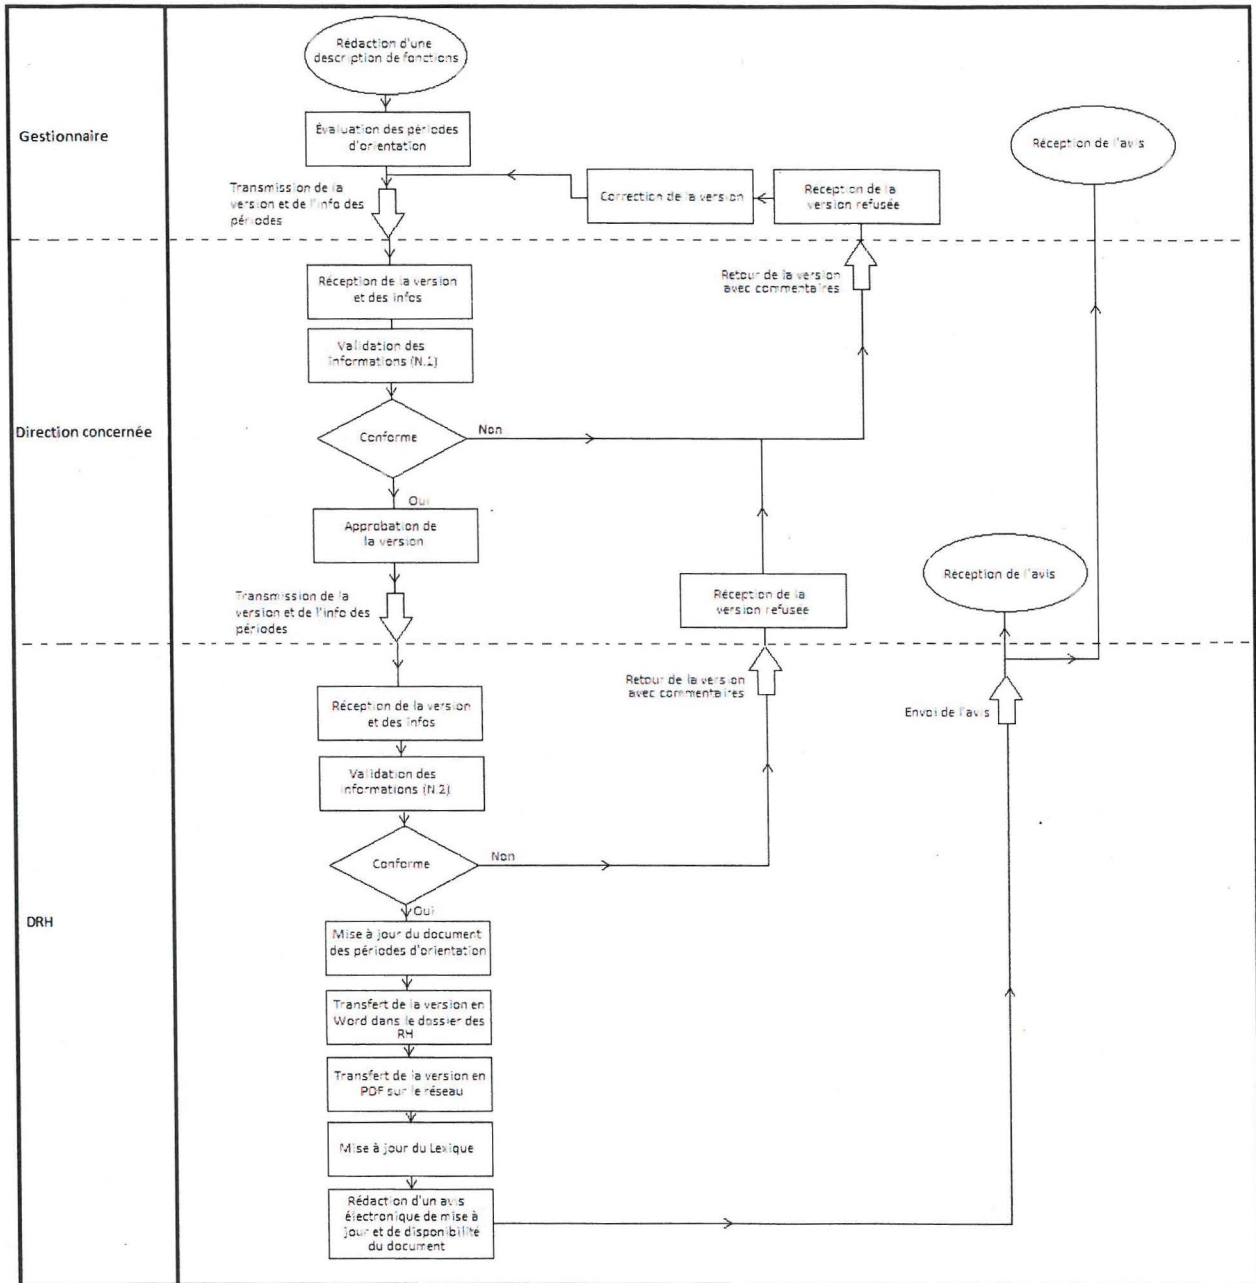 Rédaction d'une
description de fonctions
Gestionnaire
Évaluation des périodes
d'orientation
Réception de l'avis
Transmission de la
version et de l'info des
périodes
Correction de la version
Réception de la
version refusée
Réception de la version
et des infos
Retour de la version
avec commentaires
Validation des
informations (N.1)
Direction concernée
Conforme
Non
Oui
Approbation de
la version
Réception de l'avis
Transmission de la
version et de l'info des
périodes
Réception de la
version refusée
Réception de la version
et des infos
Retour de la version
avec commentaires
Envoi de l'avis
Validation des
informations (N.2)
Conforme
Non
DRH
Oui
Mise à jour du document
des périodes d'orientation
Transfert de la version en
Word dans le dossier des
RH
Transfert de la version en
PDF sur le réseau
Mise à jour du Lexique
Rédaction d'un avis
électronique de mise à
jour et de disponibilité
du document